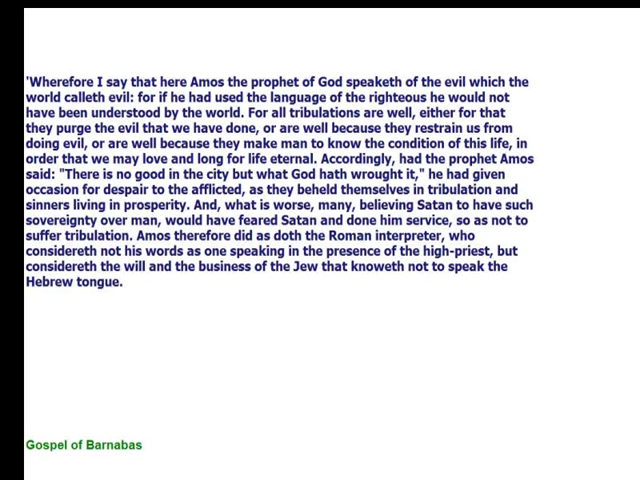 'Wherefore I say that here Amos the prophet of God speaketh of the evil which the
world calleth evil: for if he had used the language of the righteous he would not
have been understood by the world. For all tribulations are well, either for that
they purge the evil that we have done, or are well because they restrain us from
doing evil, or are well because they make man to know the condition of this life, in
order that we may love and long for life eternal. Accordingly, had the prophet Amos
said: "There is no good in the city but what God hath wrought it," he had given
occasion for despair to the afflicted, as they beheld themselves in tribulation and
sinners living in prosperity. And, what is worse, many, believing Satan to have such
sovereignty over man, would have feared Satan and done him service, so as not to
suffer tribulation. Amos therefore did as doth the Roman interpreter, who
considereth not his words as one speaking in the presence of the high-priest, but
considereth the will and the business of the Jew that knoweth not to speak the
Hebrew tongue.
Gospel of Barnabas